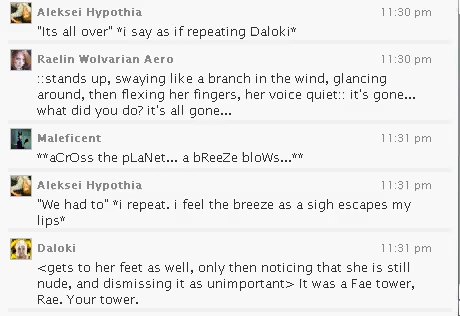 Aleksei Hypothia 11:30 pm
"Its all over" *i say as if repeating Daloki*
Raelin Wolvarian Aero 11:30 pm
::stands up, swaying like a branch in the wind, glancing
around, then flexing her fingers, her voice quiet:: it's gone...
what did you do? it's all gone...
Maleficent 11:31 pm
**aCrOss the pLaNet... a bReeZe bloWs...**
Aleksei Hypothia 11:31 pm
"We had to" *i repeat. i feel the breeze as a sigh escapes my
lips*
Daloki 11:31 pm
<gets to her feet as well, only then noticing that she is still
nude, and dismissing it as unimportant> It was a Fae tower,
Rae. Your tower.